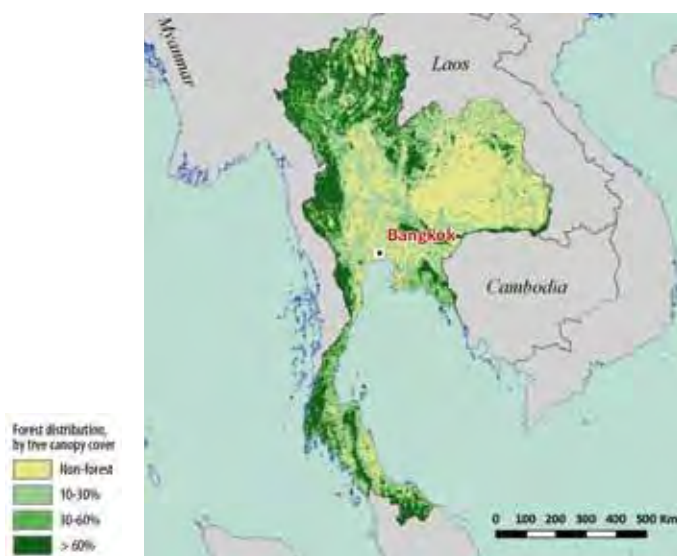 Myanmar
Laos
Bangkok
Cambodia
Forest distribution,
by tree canopy cover
Non-forest
10-30%
30-60%
> 60%
0 100 200 300 400 500 Km